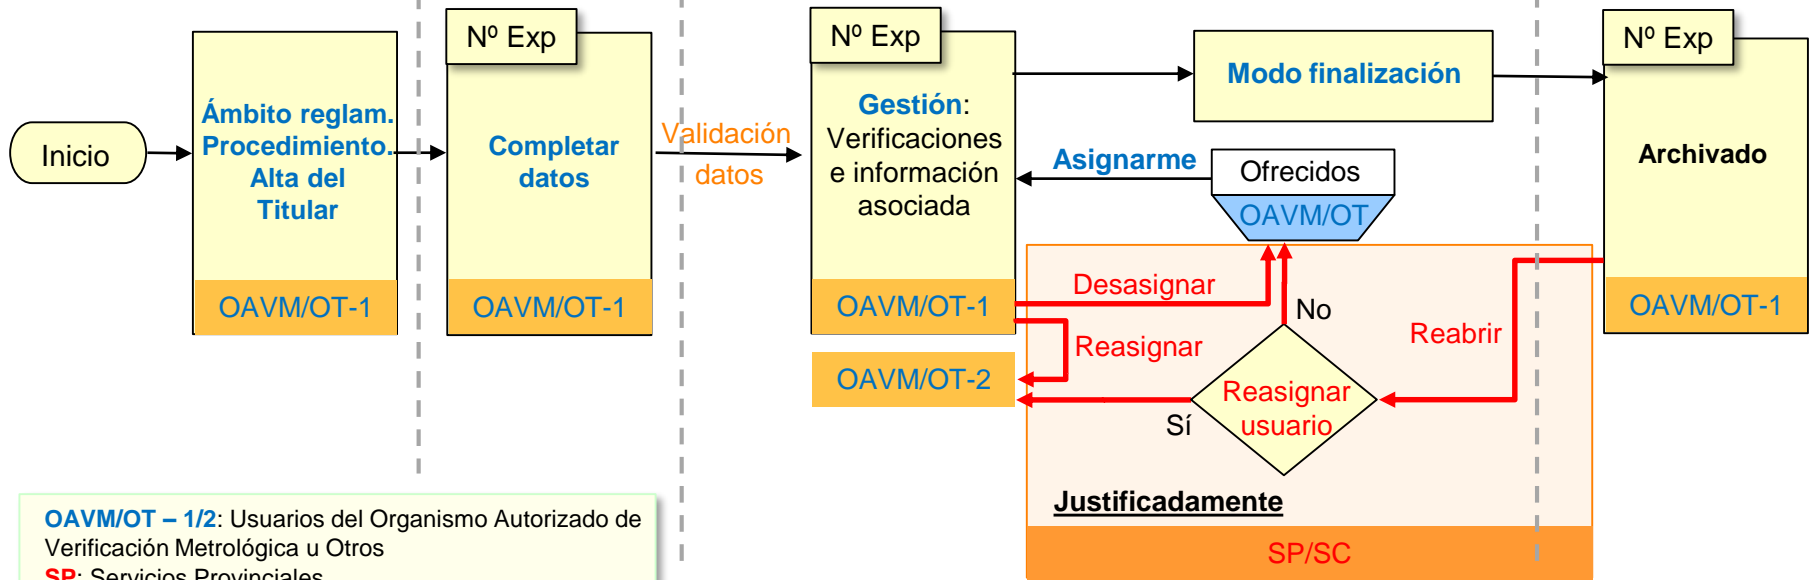 Inicio
Ámbito reglam.
Procedimiento.
Alta del
Titular
OAVM/OT-1
Nº Exp
Completar
datos
OAVM/OT-1
Validación
datos
Nº Exp
Gestión:
Verificaciones
e información
asociada
OAVM/OT-1
OAVM/OT-2
Modo finalización
Asignarme
Ofrecidos
OAVM/OT
Desasignar
Reasignar
No
Reasignar
usuario
Sí
Reabrir
Justificadamente
SP/SC
Nº Exp
Archivado
OAVM/OT-1
OAVM/OT – 1/2: Usuarios del Organismo Autorizado de
Verificación Metrológica u Otros
SP: Servicios Provinciales